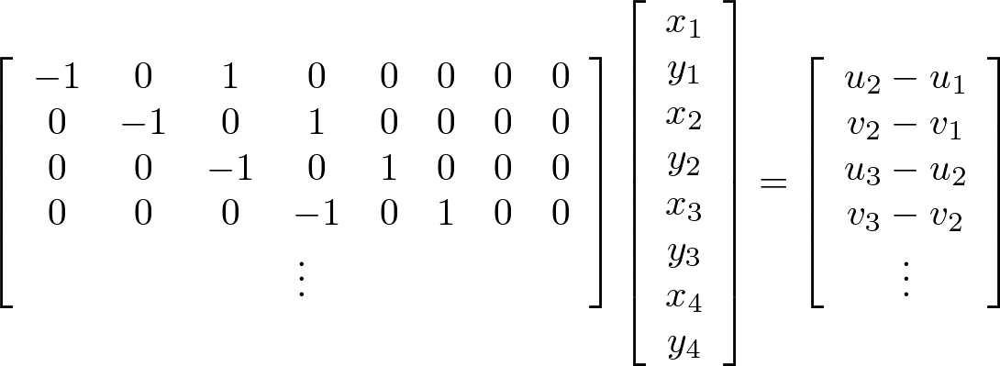 [ −1 0 1 0 0 0 0 0 ] [ x₁ ] = [ u₂ − u₁ ]
[ 0 −1 0 1 0 0 0 0 ] [ y₁ ] [ v₂ − v₁ ]
[ 0 0 −1 0 1 0 0 0 ] [ x₂ ] [ u₃ − u₂ ]
[ 0 0 0 −1 0 1 0 0 ] [ y₂ ] [ v₃ − v₂ ]
[ ⋮ ] [ x₃ ] [ ⋮ ]
[ y₃ ]
[ x₄ ]
[ y₄ ]